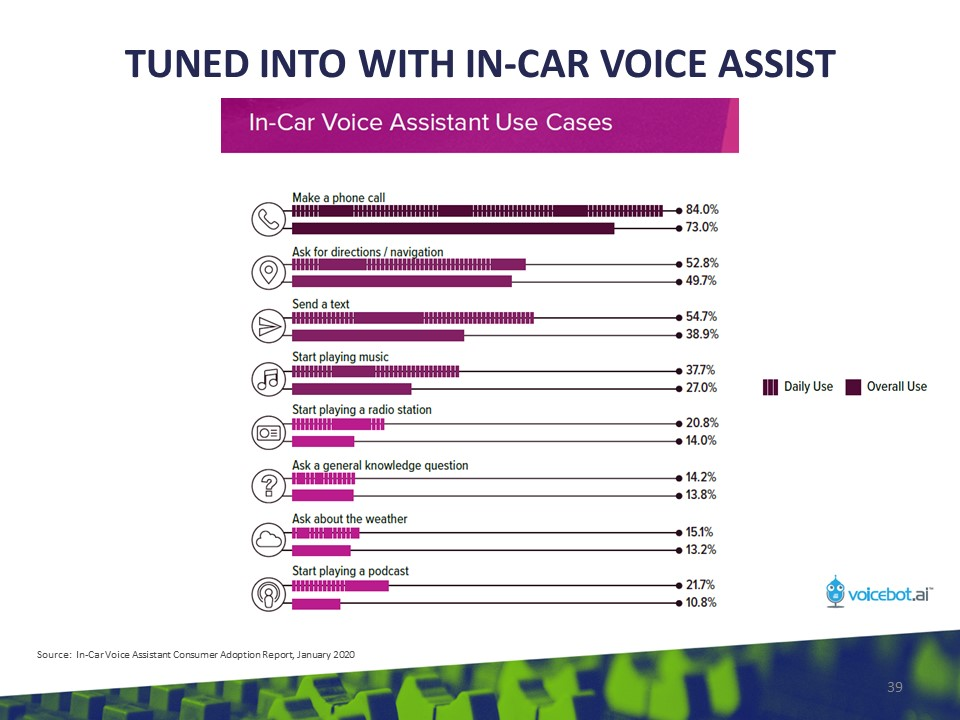 TUNED INTO WITH IN-CAR VOICE ASSIST
In-Car Voice Assistant Use Cases
Make a phone call
84.0%
73.0%
Ask for directions / navigation
52.8%
49.7%
Send a text
54.7%
38.9%
Start playing music
37.7%
27.0%
Daily Use
Overall Use
Start playing a radio station
20.8%
14.0%
Ask a general knowledge question
14.2%
13.8%
Ask about the weather
15.1%
13.2%
Start playing a podcast
21.7%
10.8%
voicebot.ai™
Source: In-Car Voice Assistant Consumer Adoption Report, January 2020
39